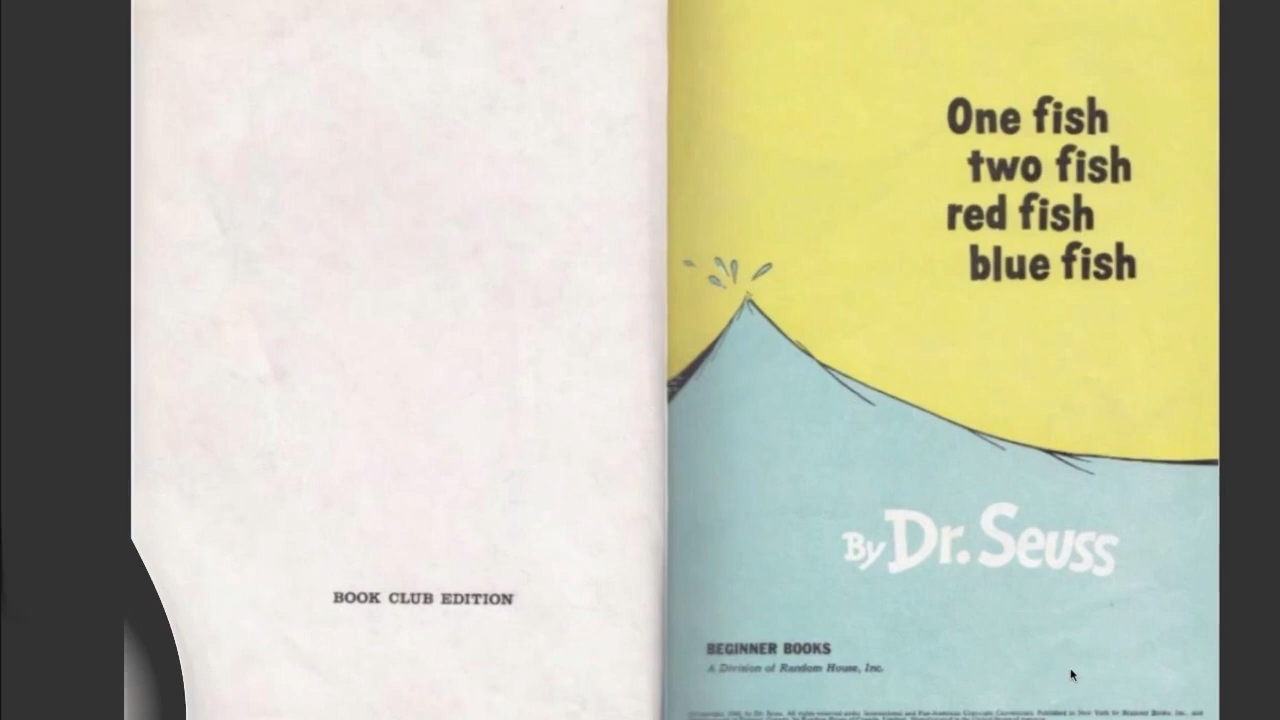 BOOK CLUB EDITION
One fish
two fish
red fish
blue fish
By Dr. Seuss
BEGINNER BOOKS
A Division of Random House, Inc.